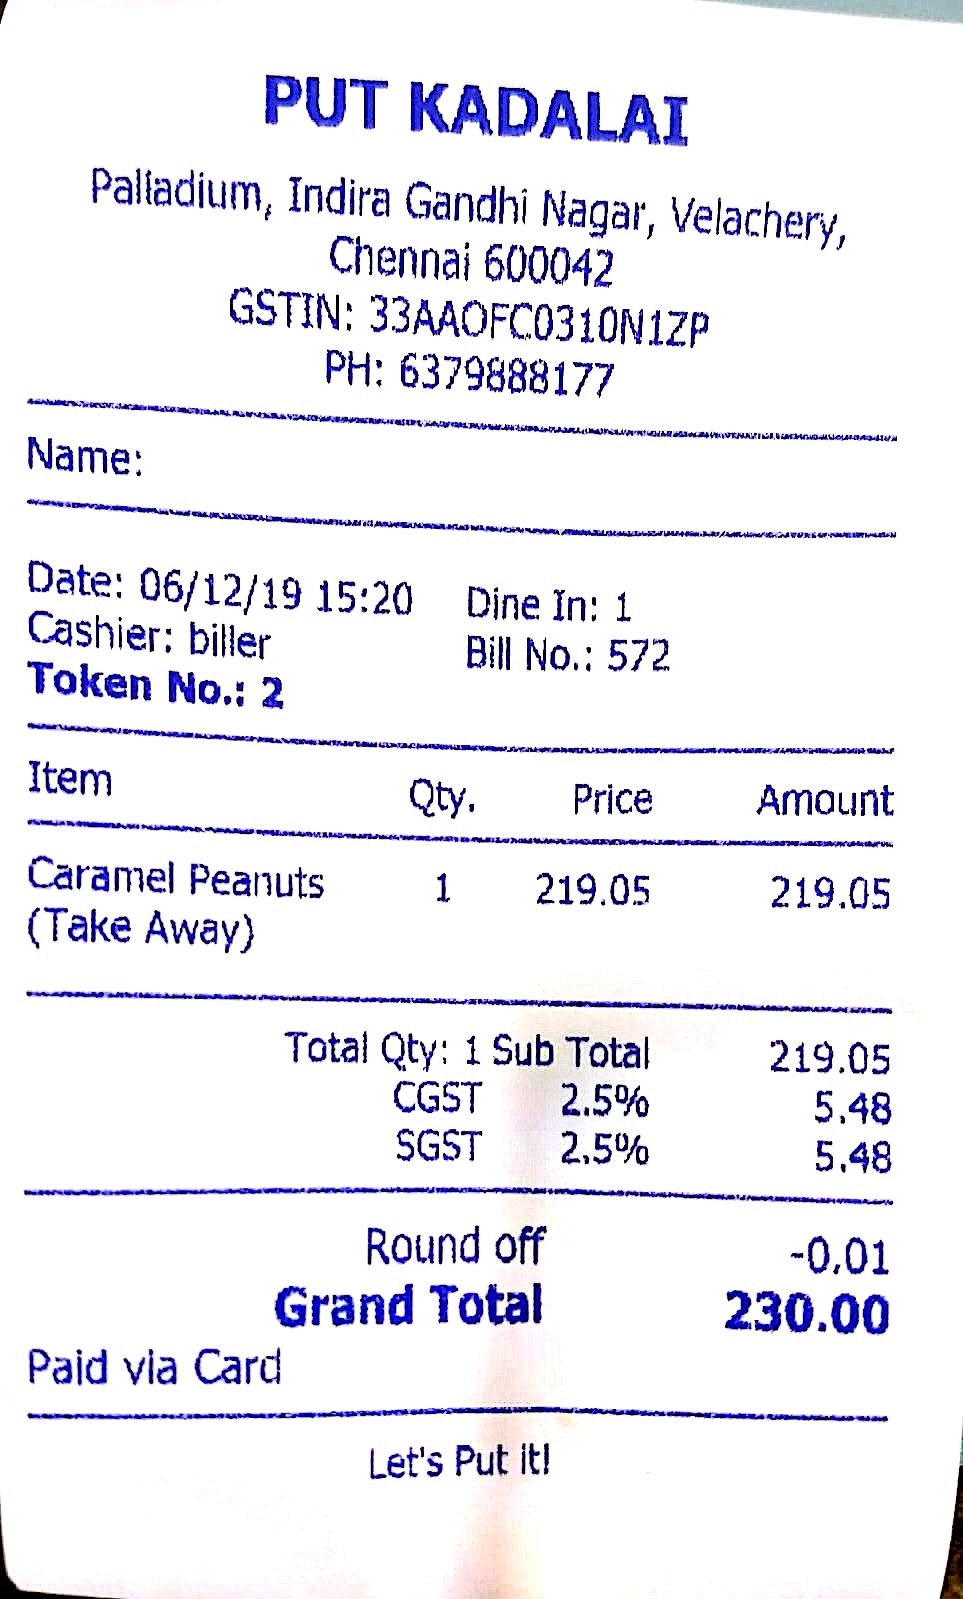 PUT KADALAI
Palladium, Indira Gandhi Nagar, Velachery,
Chennai 600042
GSTIN: 33AAOFC0310N1ZP
PH: 6379888177
Name:
Date: 06/12/19 15:20 Dine In: 1
Cashier: biller Bill No.: 572
Token No.: 2
Item Qty. Price Amount
Caramel Peanuts 1 219.05 219.05
(Take Away)
Total Qty: 1 Sub Total 219.05
CGST 2.5% 5.48
SGST 2.5% 5.48
Round off -0.01
Grand Total 230.00
Paid via Card
Let's Put it!